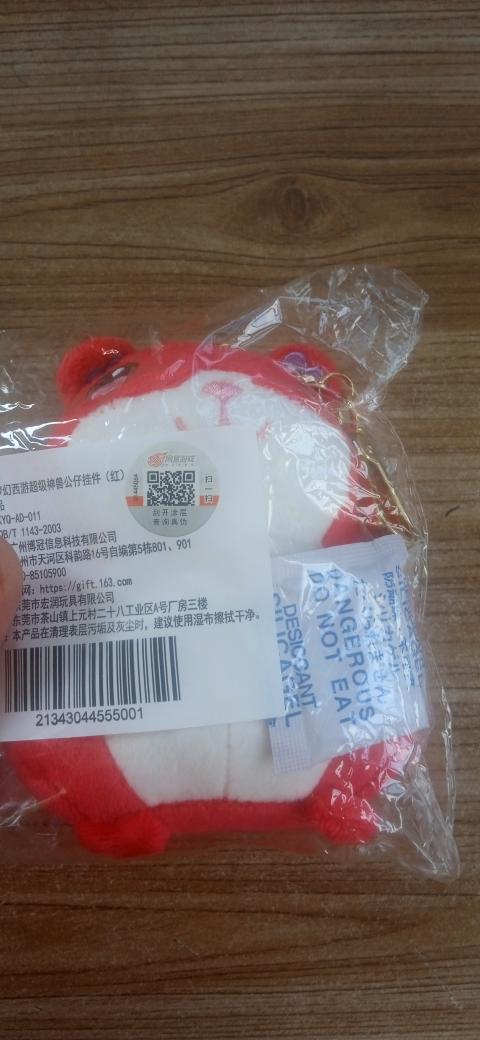 幻西游超级神兽公仔挂件（红）
品
YQ-AD-011
B/T 1143-2003
州博冠信息科技有限公司
州市天河区科韵路16号自编第5栋801、901
-85105900
网：https://gift.163.com
东莞市宏润玩具有限公司
东莞市茶山镇上元村二十八工业区A号厂房三楼
本产品在清理表层污垢及灰尘时，建议使用湿布擦拭干净。
21343044555001
网易游戏
扫一扫
刮开涂层
查询真伪
DESICCANT
DO NOT EAT
DANGEROUS